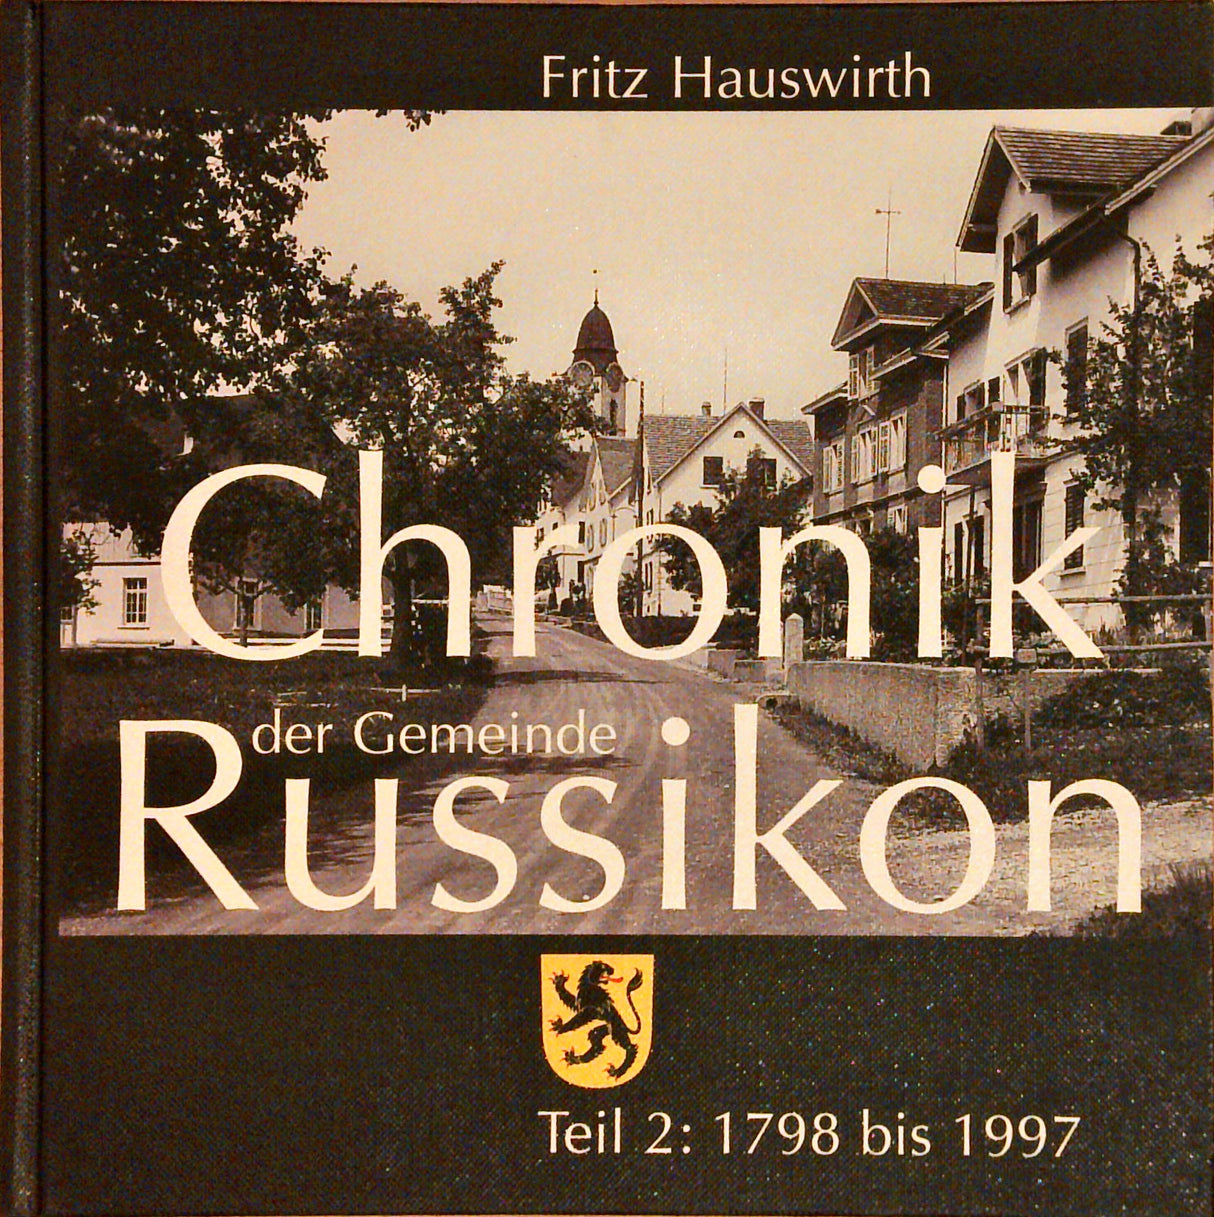 Fritz Hauswirth
Chronik
der Gemeinde
Russikon
Teil 2: 1798 bis 1997